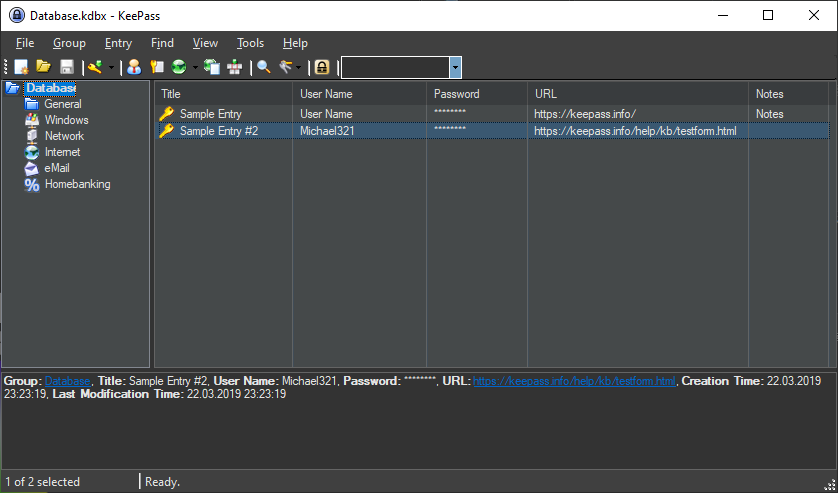 Database.kdbx - KeePass
File Group Entry Find View Tools Help
Database
General
Windows
Network
Internet
eMail
Homebanking
Title User Name Password URL Notes
Sample Entry User Name ******** https://keepass.info/ Notes
Sample Entry #2 Michael321 ******** https://keepass.info/help/kb/testform.html
Group: Database, Title: Sample Entry #2, User Name: Michael321, Password: ********, URL: https://keepass.info/help/kb/testform.html, Creation Time: 22.03.2019
23:23:19, Last Modification Time: 22.03.2019 23:23:19
1 of 2 selected Ready.